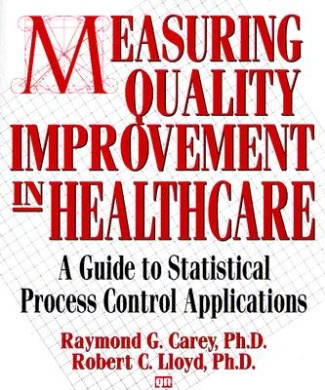 MEASURING
QUALITY
IMPROVEMENT
IN HEALTHCARE
A Guide to Statistical
Process Control Applications
Raymond G. Carey, Ph.D.
Robert C. Lloyd, Ph.D.